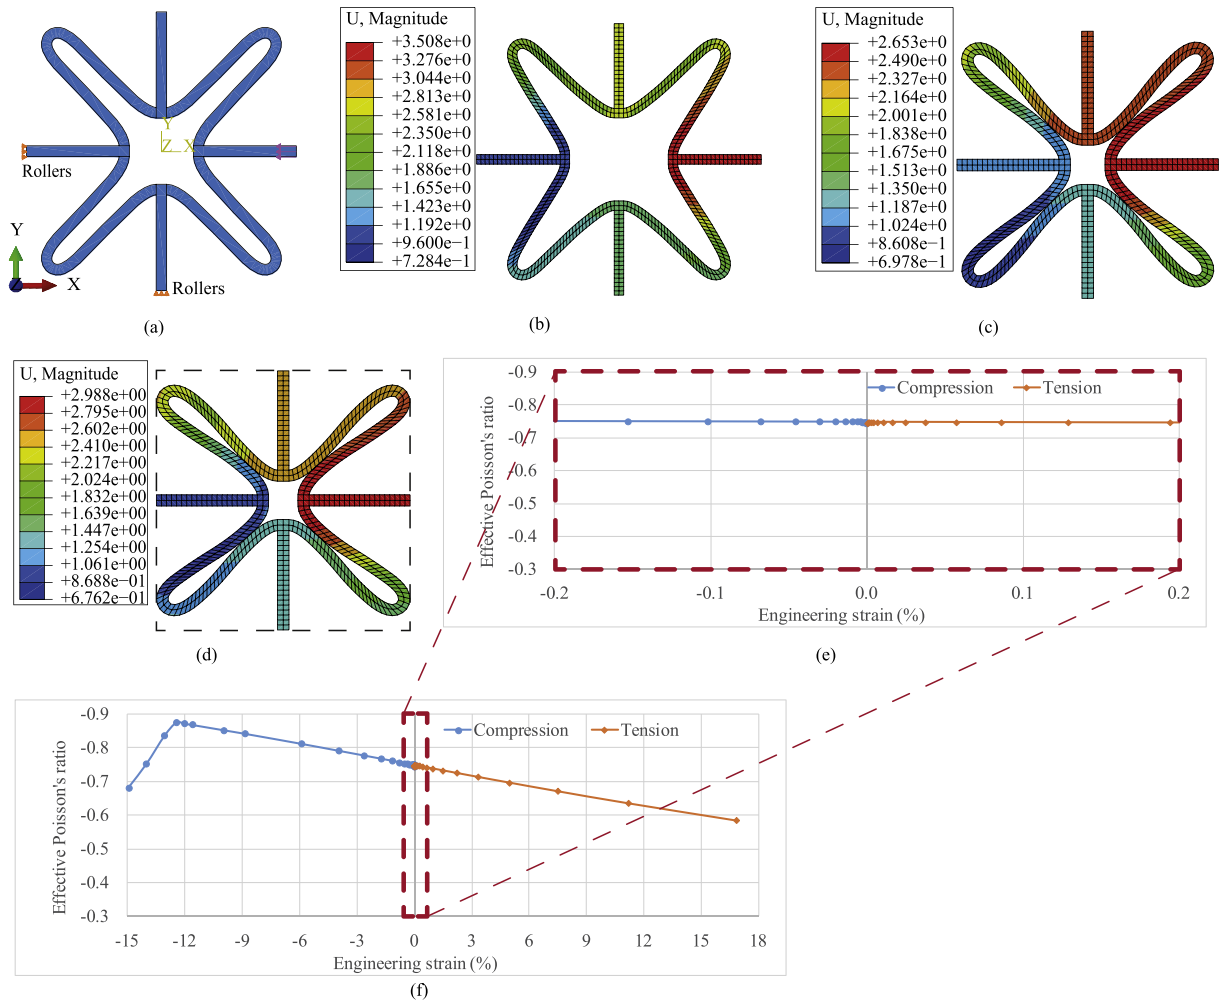 Y
Z X
Rollers
Y
Z
X
Rollers
(a)
U, Magnitude
+3.508e+0
+3.276e+0
+3.044e+0
+2.813e+0
+2.581e+0
+2.350e+0
+2.118e+0
+1.886e+0
+1.655e+0
+1.423e+0
+1.192e+0
+9.600e−1
+7.284e−1
(b)
U, Magnitude
+2.653e+0
+2.490e+0
+2.327e+0
+2.164e+0
+2.001e+0
+1.838e+0
+1.675e+0
+1.513e+0
+1.350e+0
+1.187e+0
+1.024e+0
+8.608e−1
+6.978e−1
(c)
U, Magnitude
+2.988e+00
+2.795e+00
+2.602e+00
+2.410e+00
+2.217e+00
+2.024e+00
+1.832e+00
+1.639e+00
+1.447e+00
+1.254e+00
+1.061e+00
+8.688e−01
+6.762e−01
(d)
Effective Poisson's ratio
-0.9
-0.8
-0.7
-0.6
-0.5
-0.4
-0.3
Compression Tension
-0.2 -0.1 0.0 0.1 0.2
Engineering strain (%)
(e)
Effective Poisson's ratio
-0.9
-0.8
-0.7
-0.6
-0.5
-0.4
-0.3
Compression Tension
-15 -12 -9 -6 -3 0 3 6 9 12 15 18
Engineering strain (%)
(f)